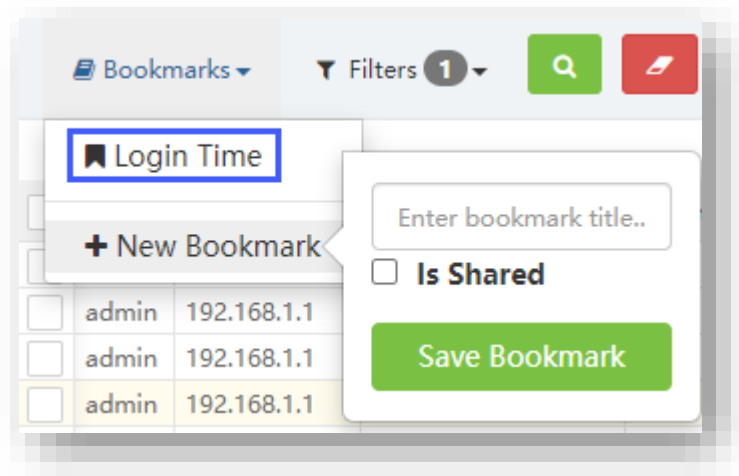 Bookmarks
Filters 1
Login Time
Enter bookmark title..
New Bookmark
Is Shared
admin 192.168.1.1
admin 192.168.1.1
Save Bookmark
admin 192.168.1.1